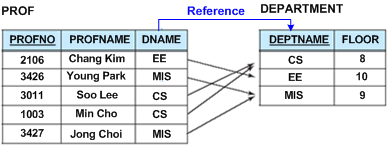 PROF
Reference
DEPARTMENT
PROFNO PROFNAME DNAME
2106 Chang Kim EE
3426 Young Park MIS
3011 Soo Lee CS
1003 Min Cho CS
3427 Jong Choi MIS
DEPTNAME FLOOR
CS 8
EE 10
MIS 9